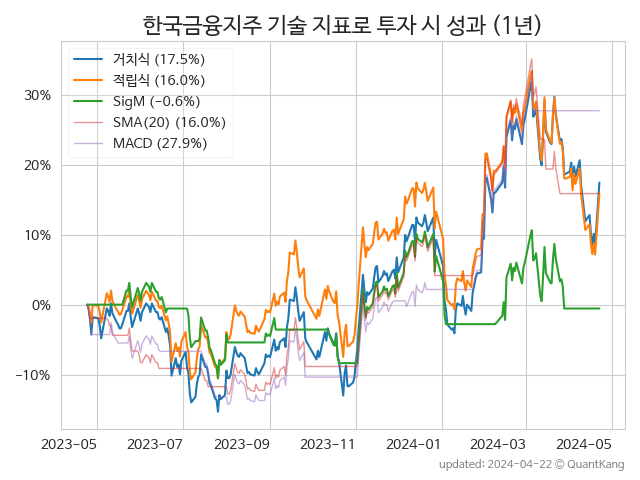 한국금융지주 기술 지표로 투자 시 성과 (1년)
거치식 (17.5%)
적립식 (16.0%)
SigM (−0.6%)
SMA(20) (16.0%)
MACD (27.9%)
30%
20%
10%
0%
−10%
2023−05 2023−07 2023−09 2023−11 2024−01 2024−03 2024−05
updated: 2024−04−22 © QuantKang